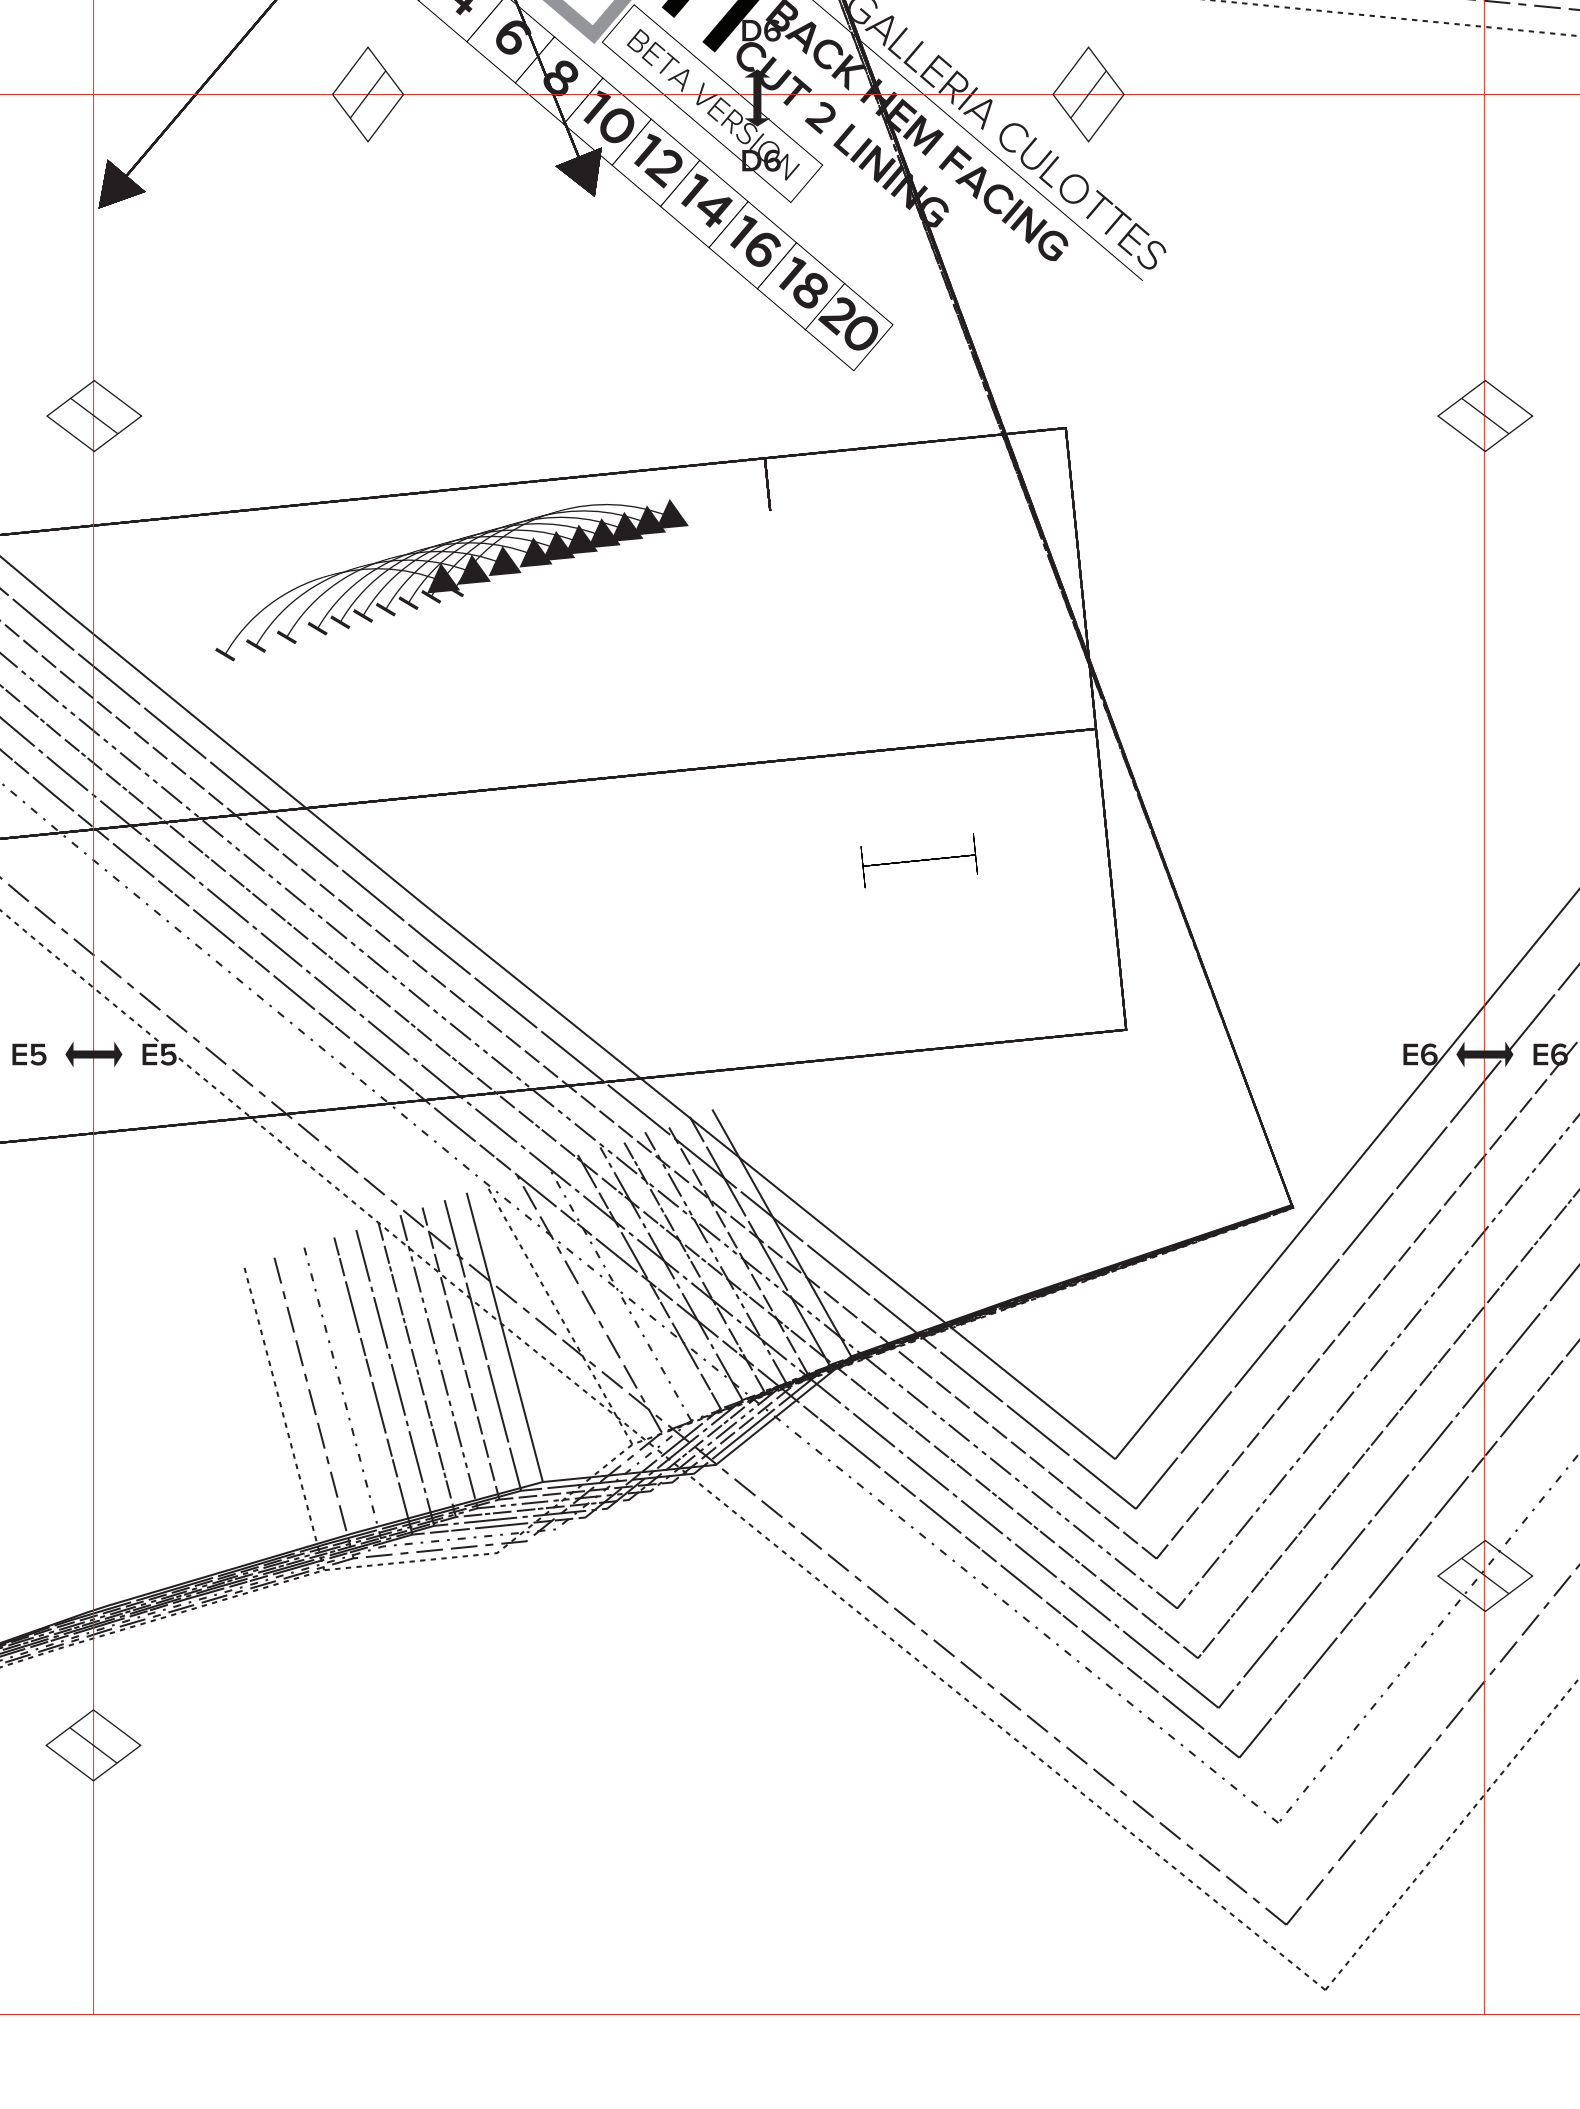 GALLERIA CULOTTES
BACK HEM FACING
CUT 2 LINING
BETA VERSION
4 6 8 10 12 14 16 18 20
D6
D6
E5 E5
E6 E6